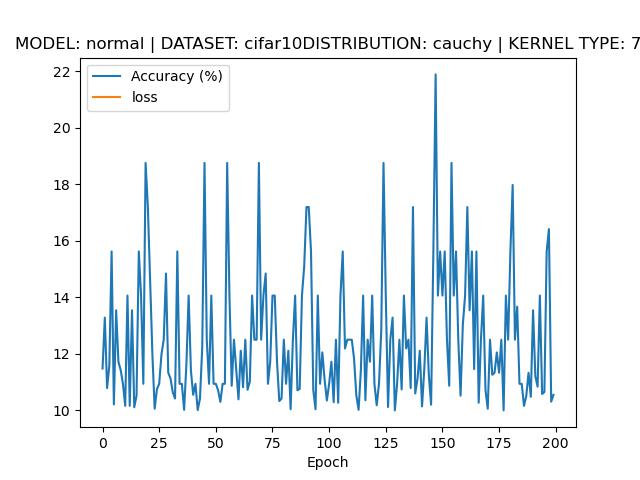 MODEL: normal | DATASET: cifar10DISTRIBUTION: cauchy | KERNEL TYPE: 7
Accuracy (%)
loss
22
20
18
16
14
12
10
0 25 50 75 100 125 150 175 200
Epoch